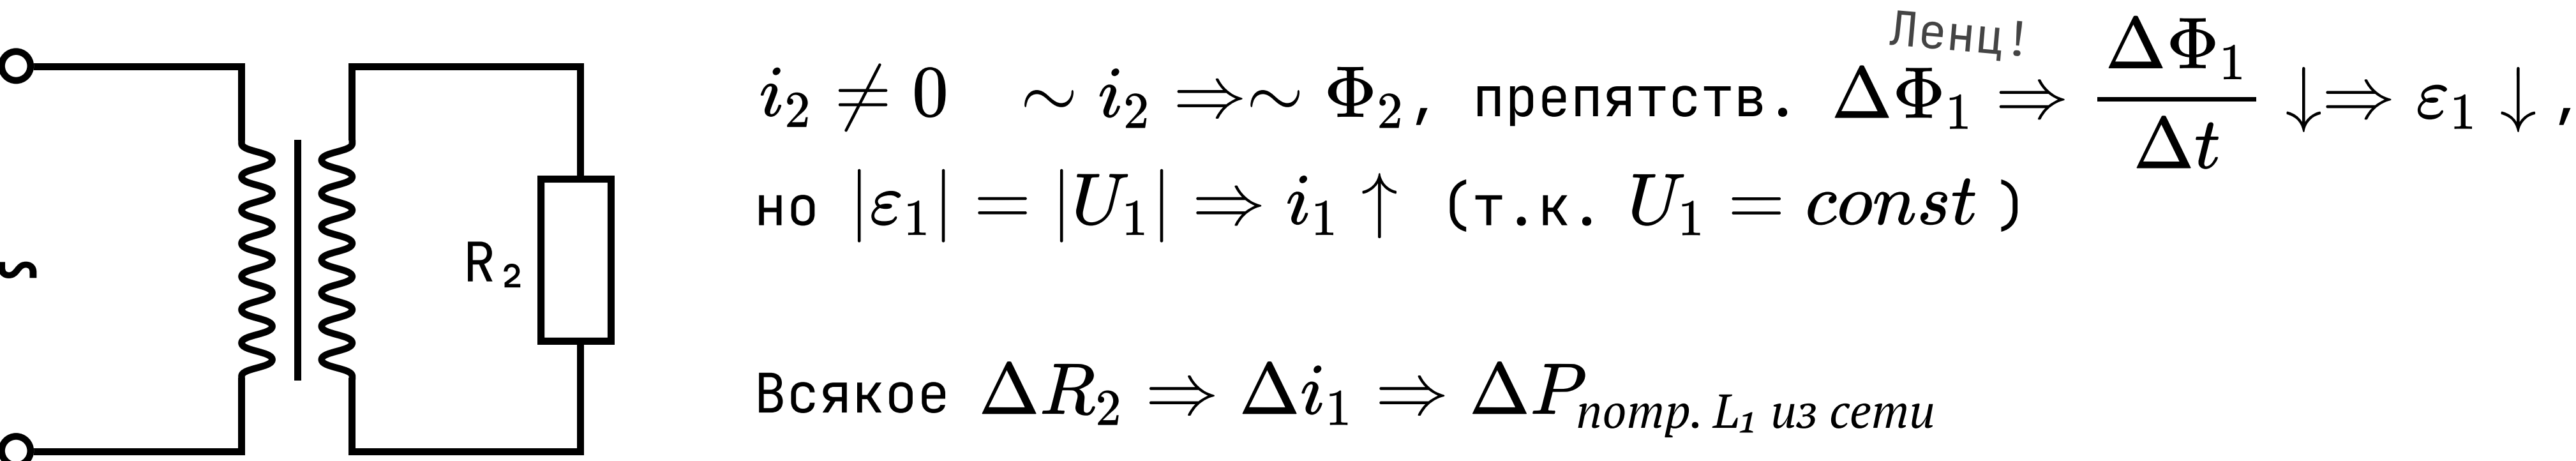 Ленц!
i₂ ≠ 0 ~ i₂ ⇒~ Φ₂, препятств. ΔΦ₁ ⇒ ΔΦ₁/Δt ↓⇒ ε₁ ↓,
но |ε₁| = |U₁| ⇒ i₁ ↑ (т.к. U₁ = const )
~
R₂
Всякое ΔR₂ ⇒ Δi₁ ⇒ ΔP потр. L₁ из сети